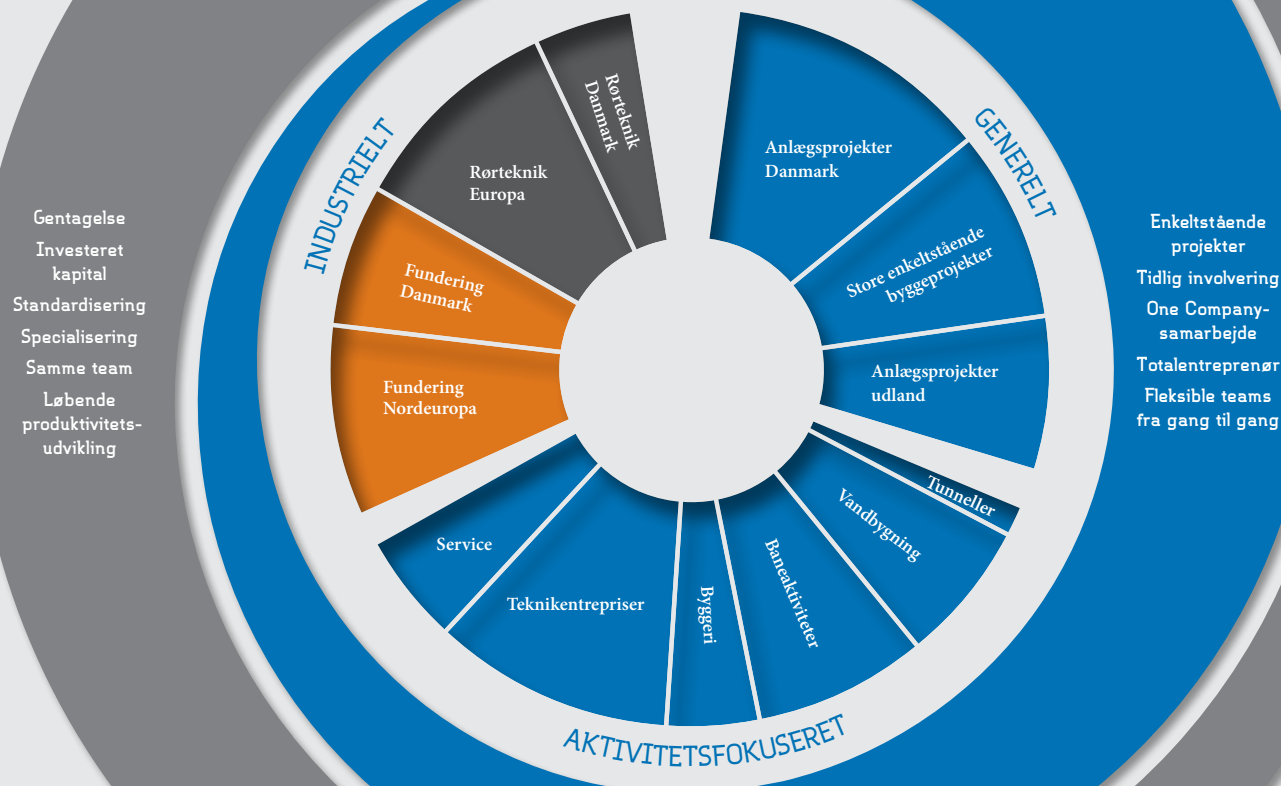 Gentagelse
Investeret
kapital
Standardisering
Specialisering
Samme team
Løbende
produktivitets-
udvikling
INDUSTRIELT
Rørteknik
Danmark
Rørteknik
Europa
Fundering
Danmark
Fundering
Nordeuropa
GENERELT
Anlægsprojekter
Danmark
Store enkeltstående
byggeprojekter
Anlægsprojekter
udland
Tunneller
Vandbygning
Baneaktiviteter
Byggeri
Teknikentrepriser
Service
AKTIVITETSFOKUSERET
Enkeltstående
projekter
Tidlig involvering
One Company-
samarbejde
Totalentreprenør
Fleksible teams
fra gang til gang